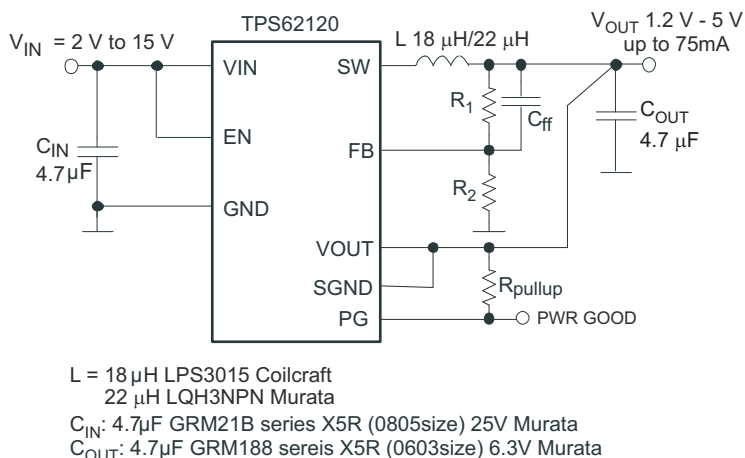 TPS62120
V_IN = 2 V to 15 V
L 18 μH/22 μH
V_OUT 1.2 V - 5 V
up to 75mA
VIN
SW
R_1
C_ff
C_OUT
4.7 μF
EN
C_IN
4.7μF
FB
R_2
GND
VOUT
SGND
R_pullup
PG
PWR GOOD
L = 18μH LPS3015 Coilcraft
22 μH LQH3NPN Murata
C_IN: 4.7μF GRM21B series X5R (0805size) 25V Murata
C_OUT: 4.7μF GRM188 sereis X5R (0603size) 6.3V Murata